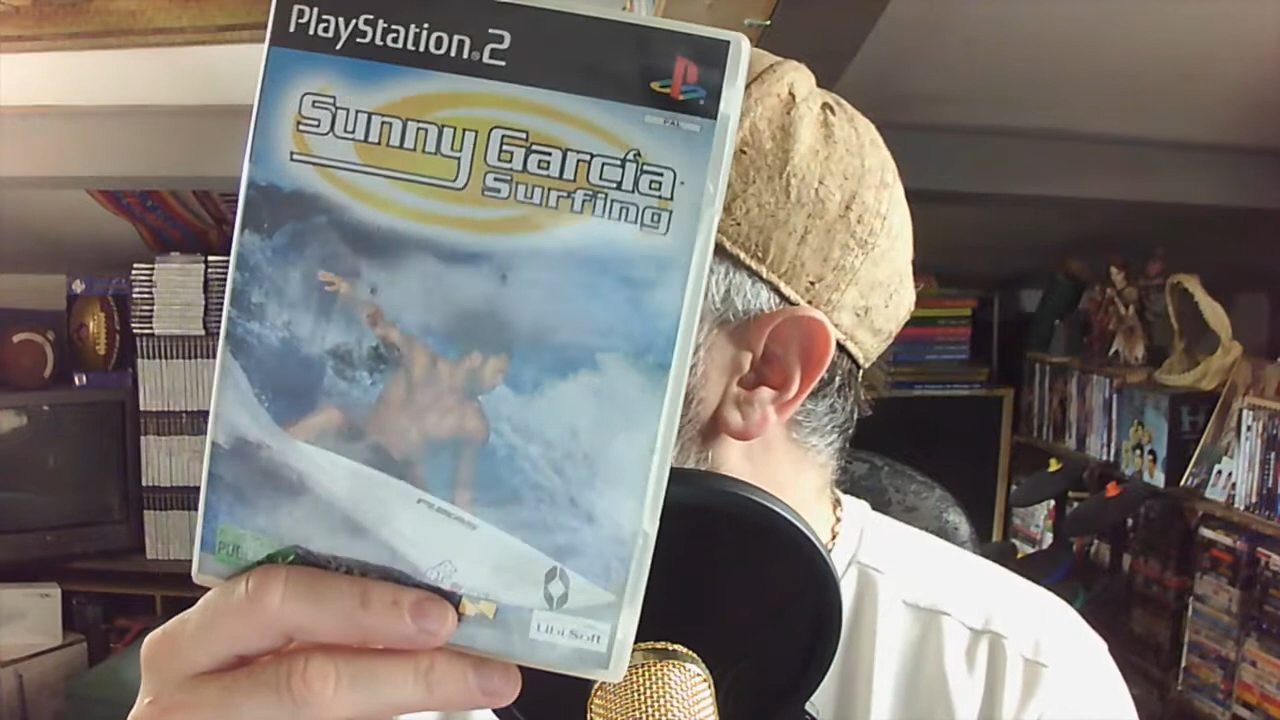 PlayStation.2
PAL
Sunny Garcia
Surfing
Ubi Soft